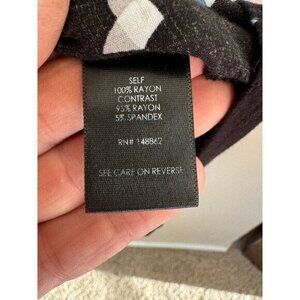 SELF
100% RAYON
CONTRAST
95% RAYON
5% SPANDEX
RN# 148862
SEE CARE ON REVERSE